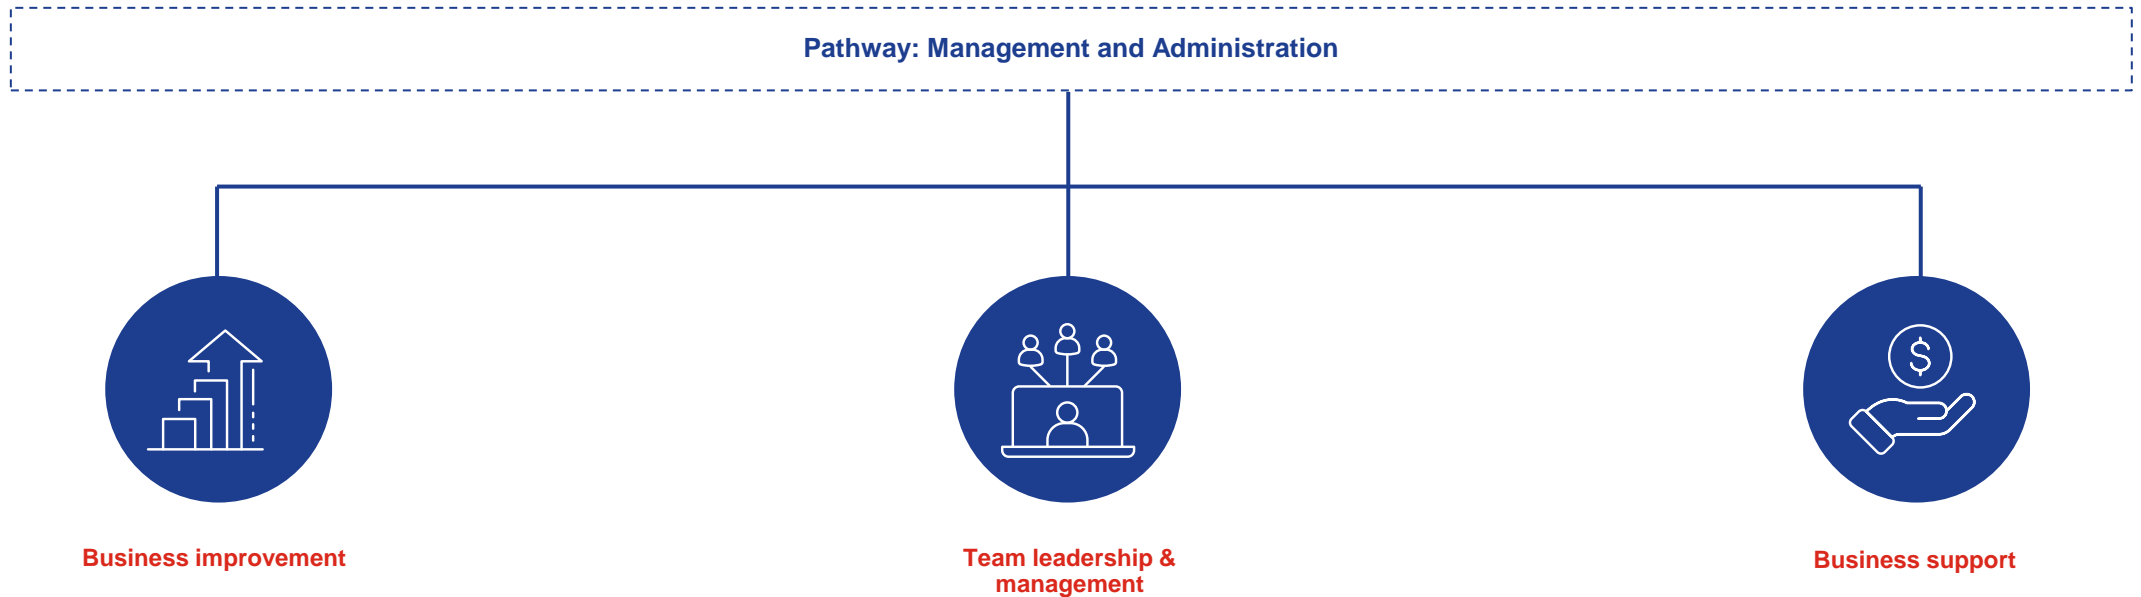 Pathway: Management and Administration
$
Business improvement
Team leadership &
management
Business support